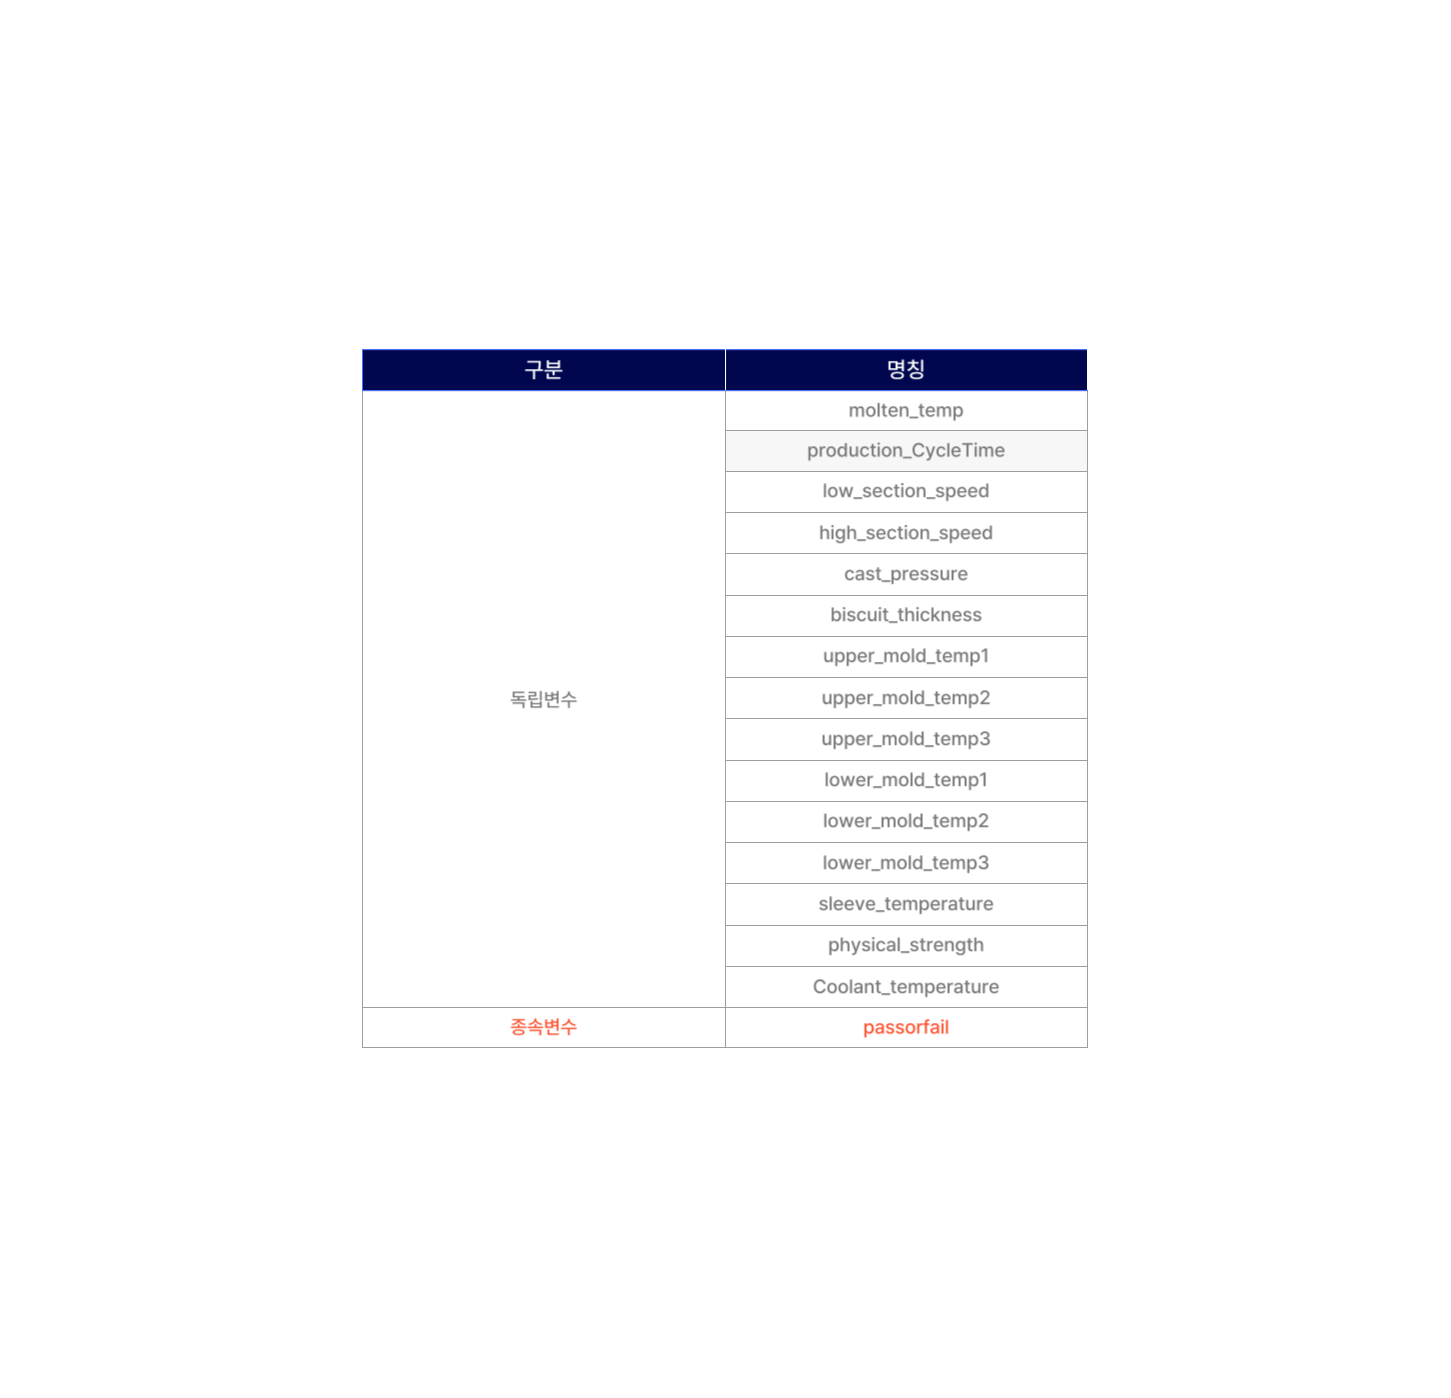 구분 명칭
molten_temp
production_CycleTime
low_section_speed
high_section_speed
cast_pressure
biscuit_thickness
upper_mold_temp1
독립변수 upper_mold_temp2
upper_mold_temp3
lower_mold_temp1
lower_mold_temp2
lower_mold_temp3
sleeve_temperature
physical_strength
Coolant_temperature
종속변수 passorfail